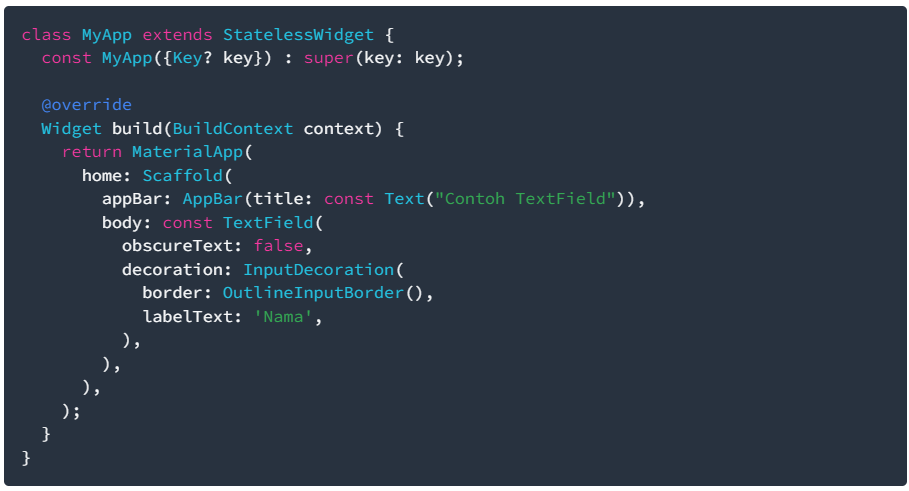 class MyApp extends StatelessWidget {
  const MyApp({Key? key}) : super(key: key);

  @override
  Widget build(BuildContext context) {
    return MaterialApp(
      home: Scaffold(
        appBar: AppBar(title: const Text("Contoh TextField")),
        body: const TextField(
          obscureText: false,
          decoration: InputDecoration(
            border: OutlineInputBorder(),
            labelText: 'Nama',
          ),
        ),
      ),
    );
  }
}